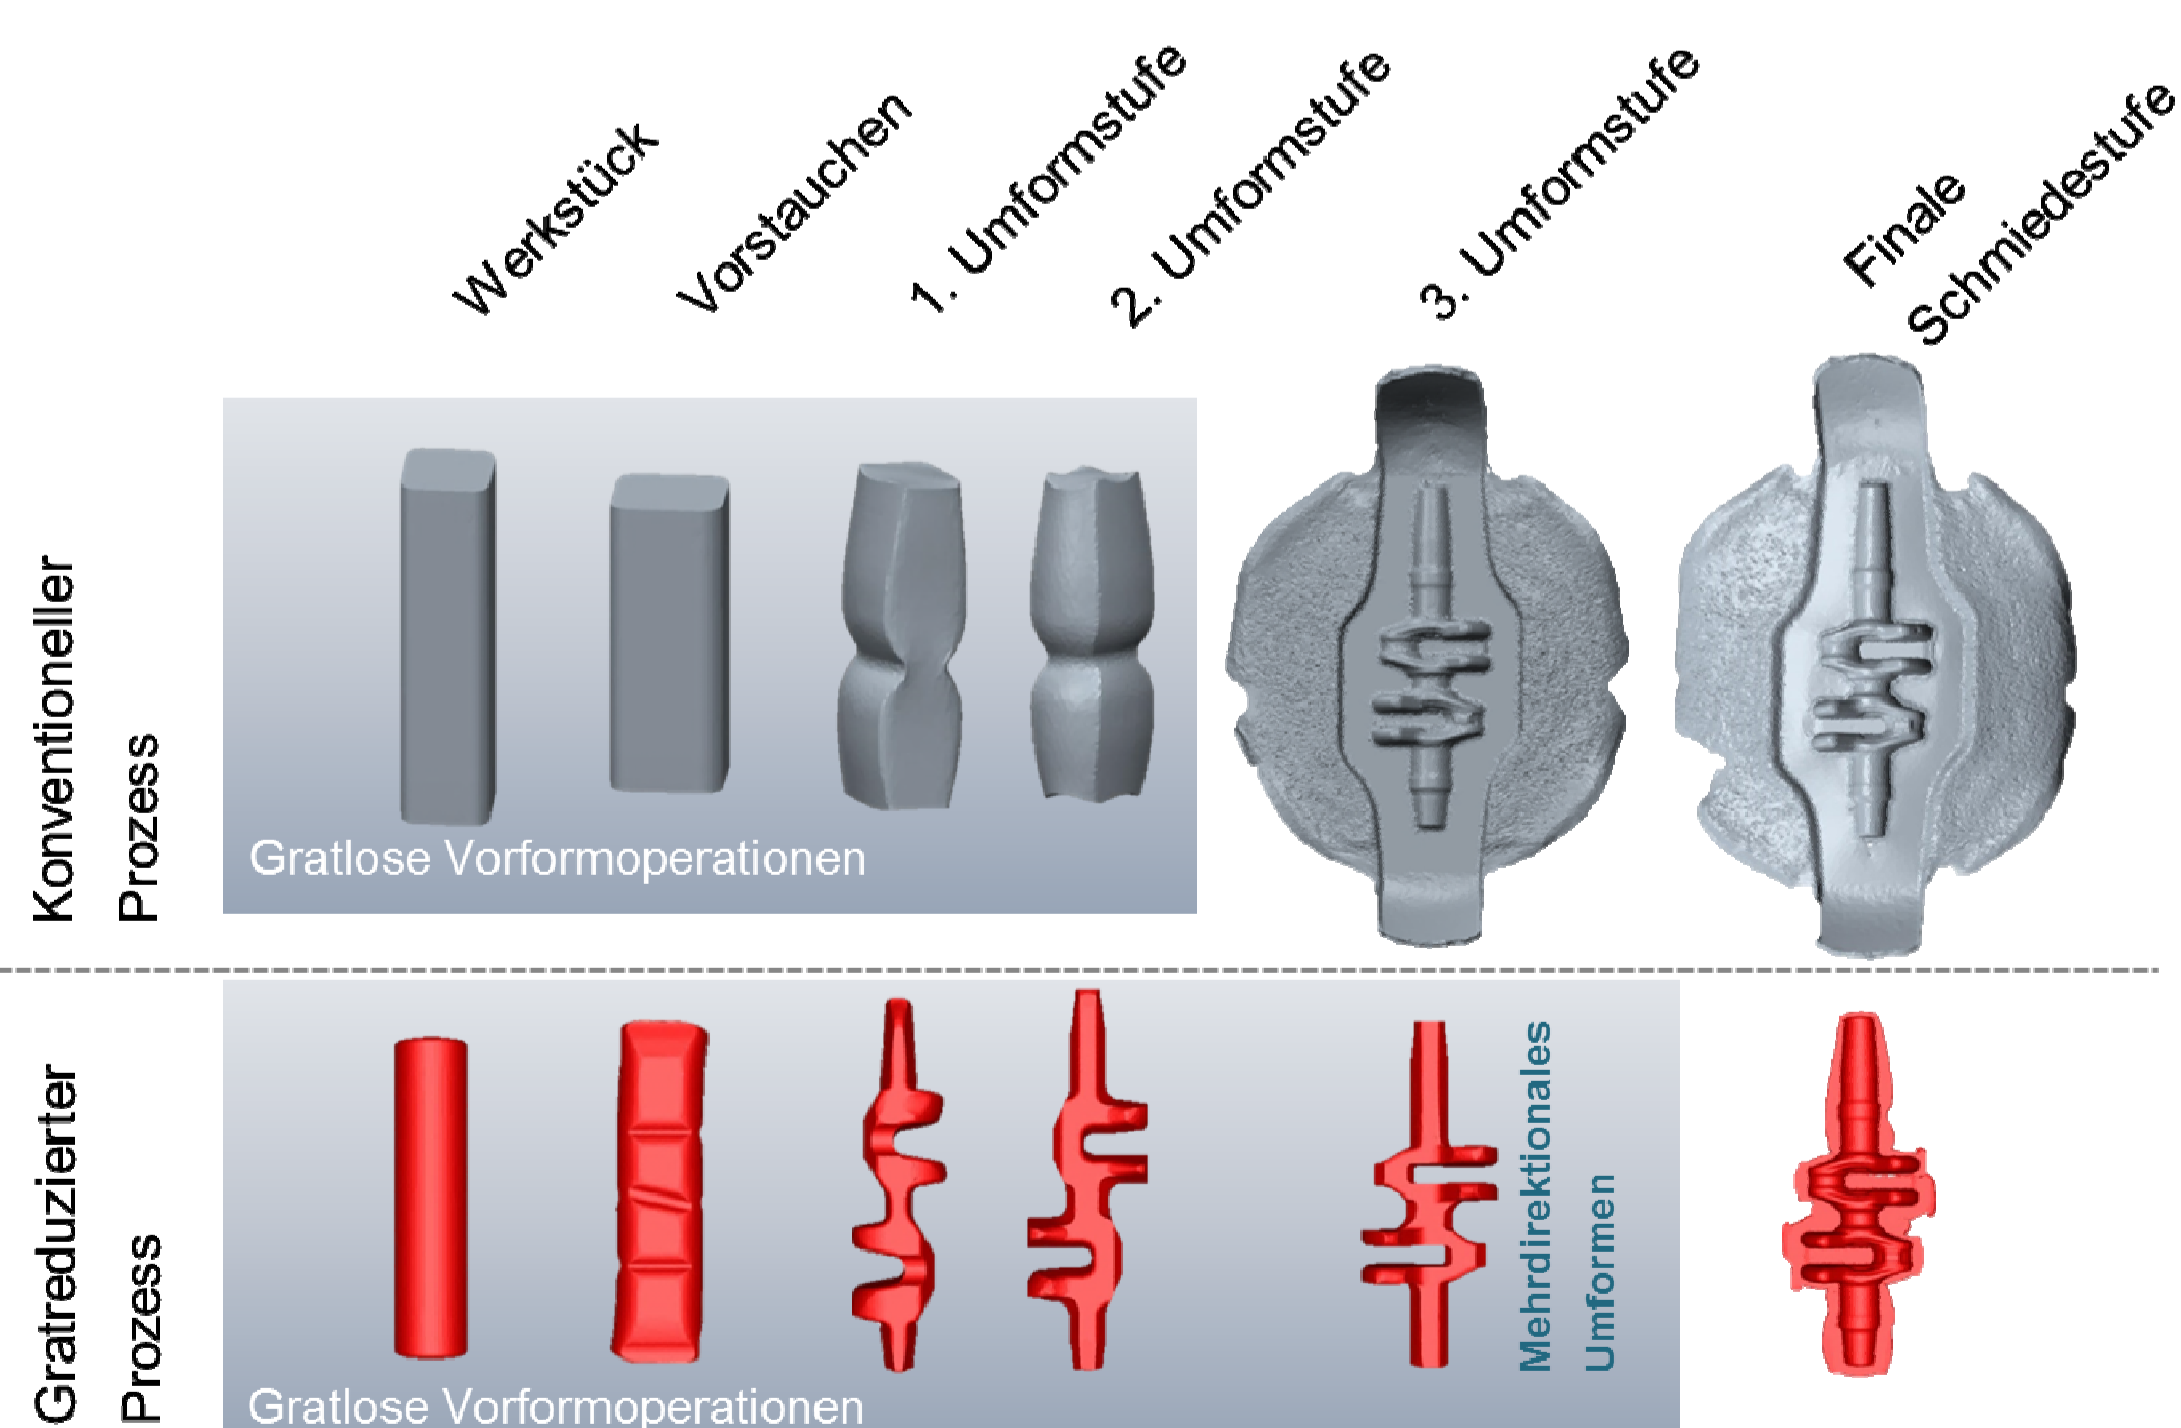 Werkstück
Vorstauchen
1. Umformstufe
2. Umformstufe
3. Umformstufe
Finale
Schmiedestufe
Konventioneller
Prozess
Gratlose Vorformoperationen
Gratreduzierter
Prozess
Mehrdirektionales
Umformen
Gratlose Vorformoperationen